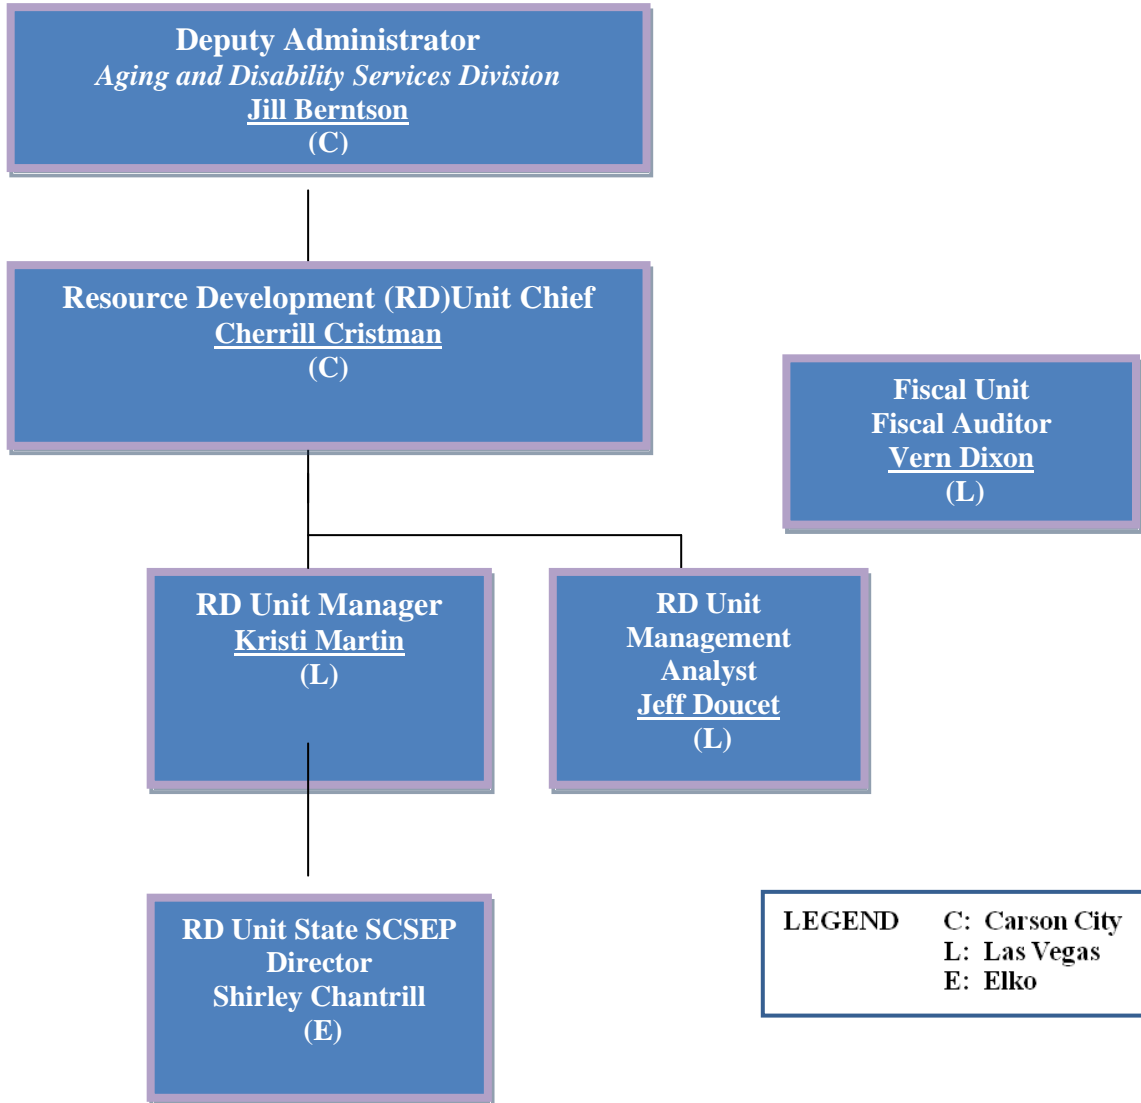 Deputy Administrator
Aging and Disability Services Division
Jill Berntson
(C)
Resource Development (RD)Unit Chief
Cherrill Cristman
(C)
Fiscal Unit
Fiscal Auditor
Vern Dixon
(L)
RD Unit Manager
Kristi Martin
(L)
RD Unit
Management
Analyst
Jeff Doucet
(L)
RD Unit State SCSEP
Director
Shirley Chantrill
(E)
LEGEND C: Carson City
L: Las Vegas
E: Elko